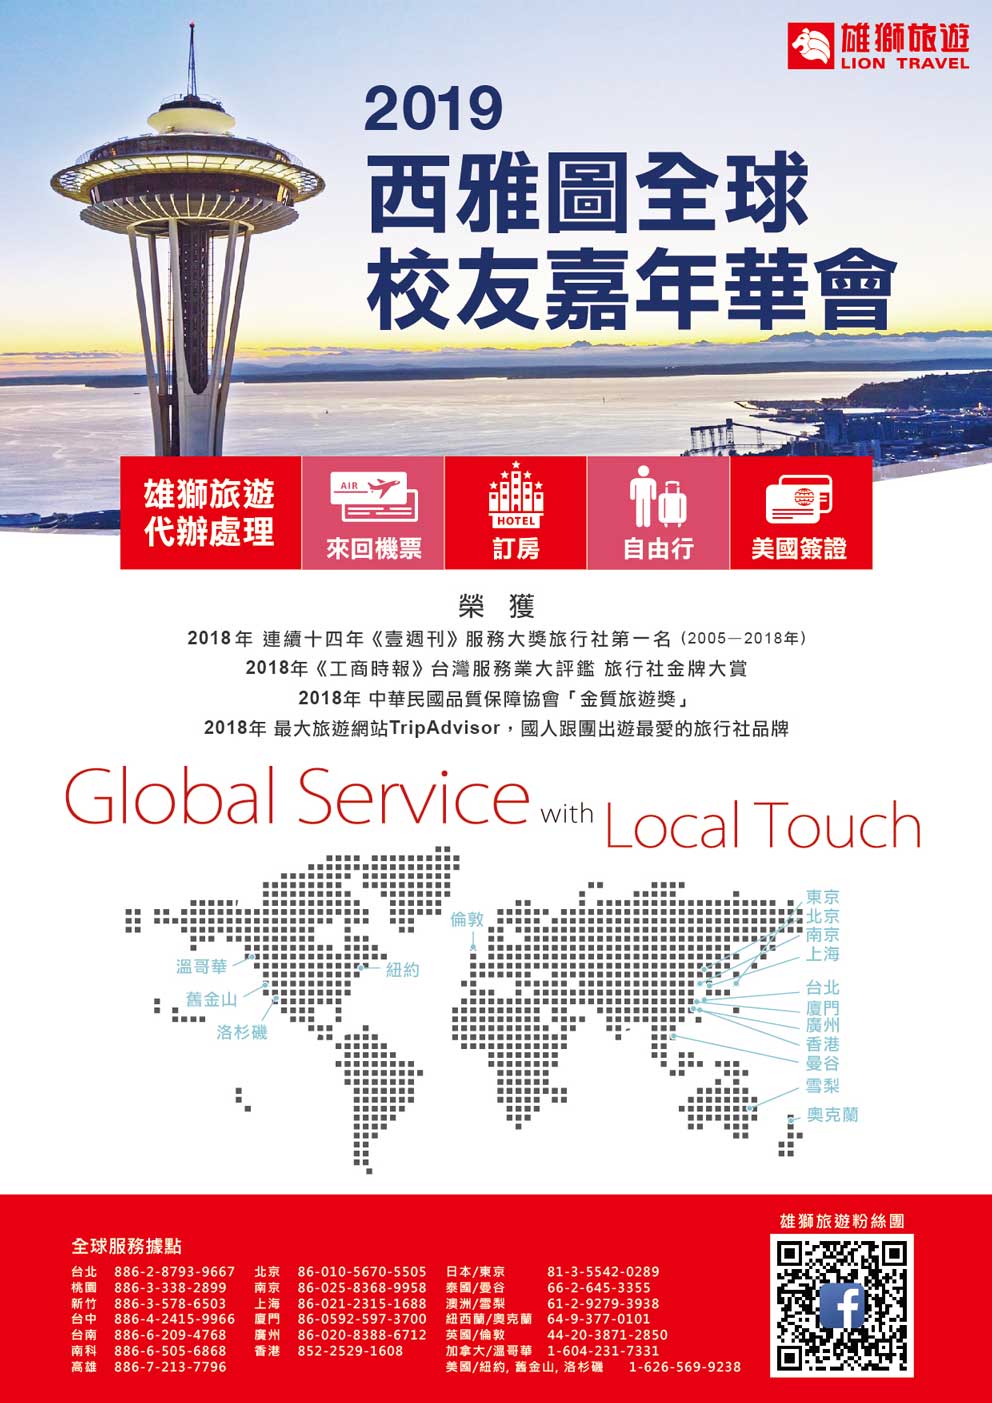 雄獅旅遊
LION TRAVEL
2019
西雅圖全球
校友嘉年華會
雄獅旅遊
代辦處理
AIR
來回機票
HOTEL
訂房
自由行
美國簽證
榮 獲
2018年 連續十四年《壹週刊》服務大獎旅行社第一名 (2005—2018年)
2018年《工商時報》台灣服務業大評鑑 旅行社金牌大賞
2018年 中華民國品質保障協會「金質旅遊獎」
2018年 最大旅遊網站TripAdvisor,國人跟團出遊最愛的旅行社品牌
Global Service with Local Touch
溫哥華
舊金山
洛杉磯
紐約
倫敦
東京
北京
南京
上海
台北
廈門
廣州
香港
曼谷
雪梨
奧克蘭
全球服務據點
台北 886-2-8793-9667
桃園 886-3-338-2899
新竹 886-3-578-6503
台中 886-4-2415-9966
台南 886-6-209-4768
南科 886-6-505-6868
高雄 886-7-213-7796
北京 86-010-5670-5505
南京 86-025-8368-9958
上海 86-021-2315-1688
廈門 86-0592-597-3700
廣州 86-020-8388-6712
香港 852-2529-1608
日本/東京 81-3-5542-0289
泰國/曼谷 66-2-645-3355
澳洲/雪梨 61-2-9279-3938
紐西蘭/奧克蘭 64-9-377-0101
英國/倫敦 44-20-3871-2850
加拿大/溫哥華 1-604-231-7331
美國/紐約, 舊金山, 洛杉磯 1-626-569-9238
雄獅旅遊粉絲團